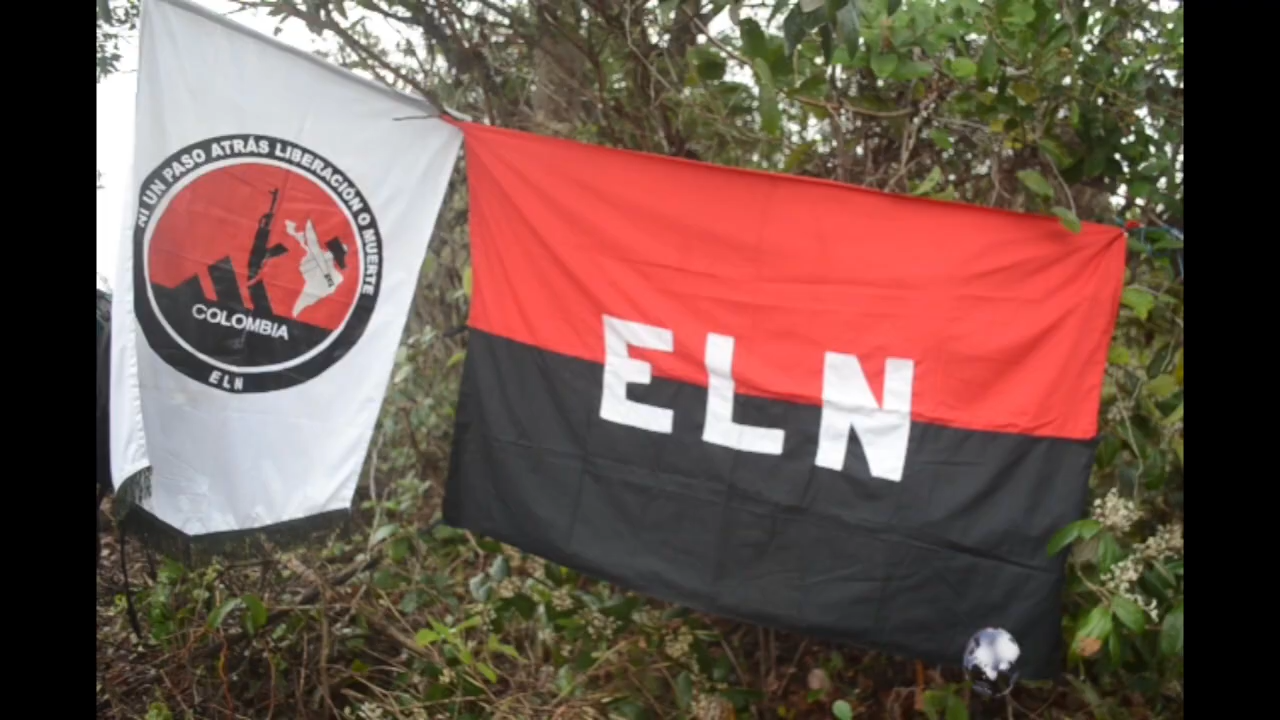 NI UN PASO ATRÁS LIBERACIÓN O MUERTE
COLOMBIA
ELN
ELN